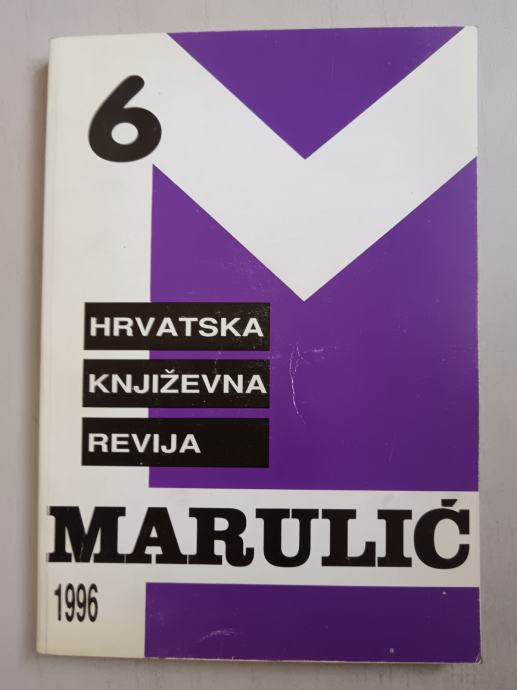 6
HRVATSKA
KNJIŽEVNA
REVIJA
MARULIĆ
1996